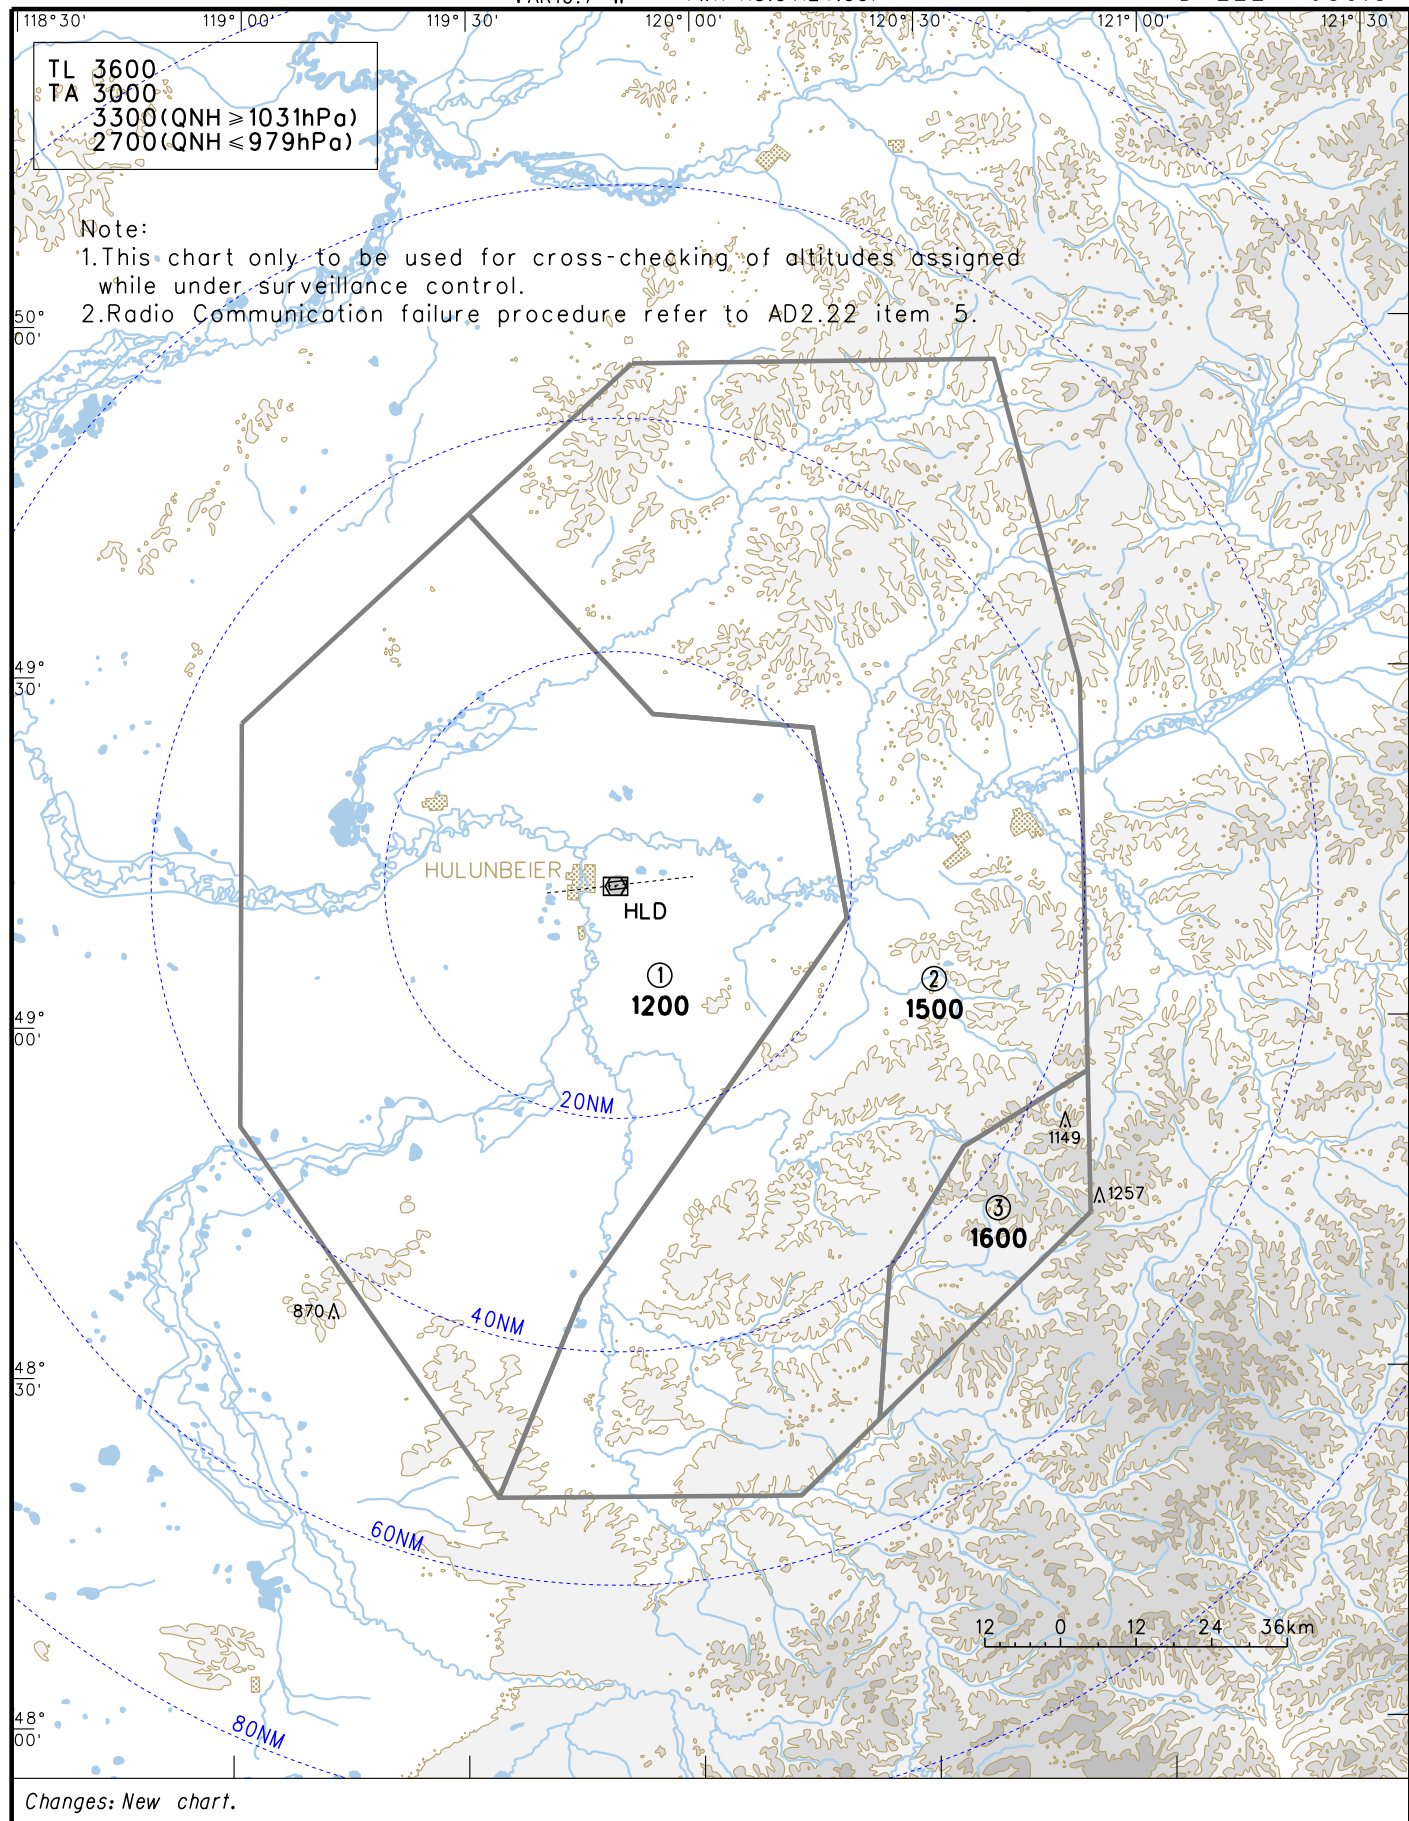 118° 30'
119° 00'
119° 30'
120° 00'
120° 30'
121° 00'
121° 30'
TL 3600
TA 3000
3300(QNH ≥ 1031hPa)
2700(QNH ≤ 979hPa)
Note:
1.This chart only to be used for cross-checking of altitudes assigned
while under surveillance control.
2.Radio Communication failure procedure refer to AD2.22 item 5.
50°
00'
49°
30'
HULUNBEIER
HLD
① ②
1200 1500
49°
00'
20NM
1149
1257
③
1600
870
40NM
48°
30'
60NM
12 0 12 24 36km
80NM
48°
00'
Changes: New chart.